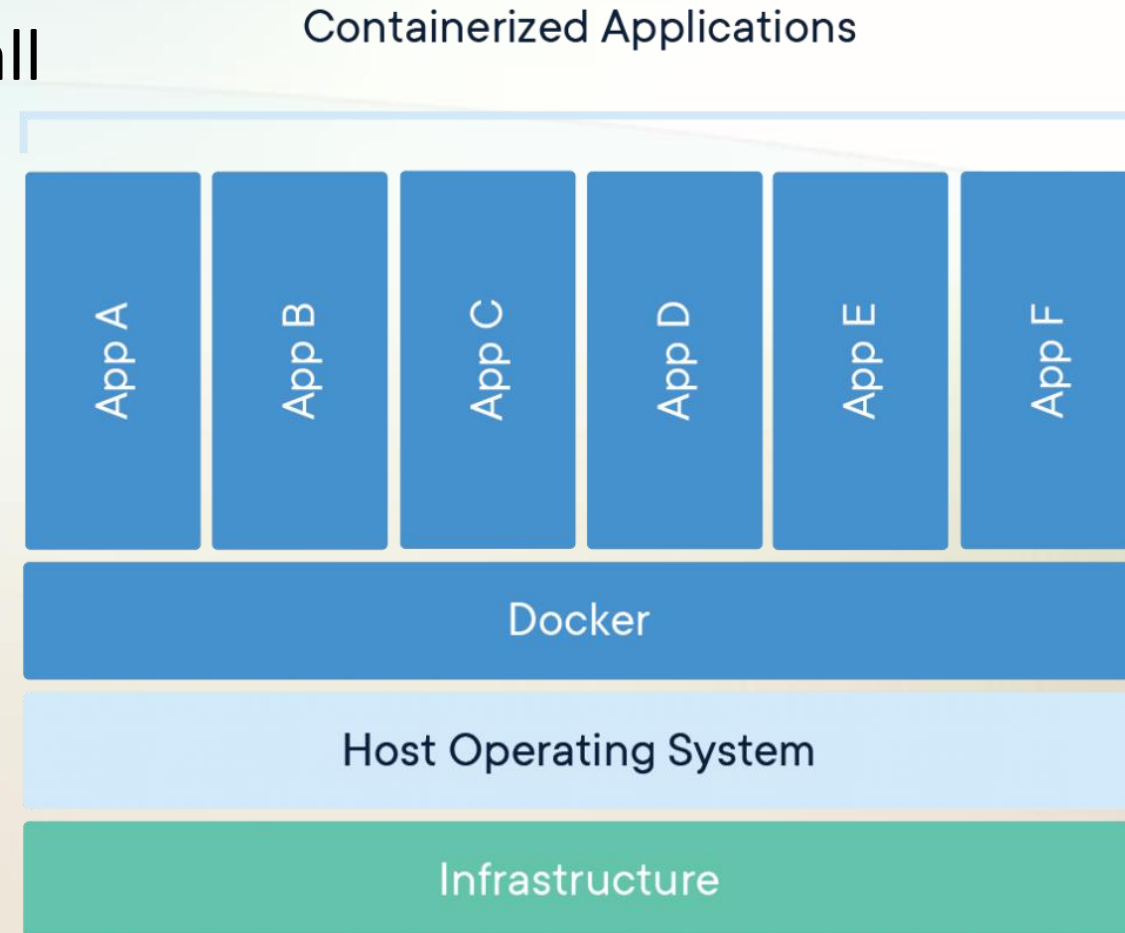 Containerized Applications
App A
App B
App C
App D
App E
App F
Docker
Host Operating System
Infrastructure